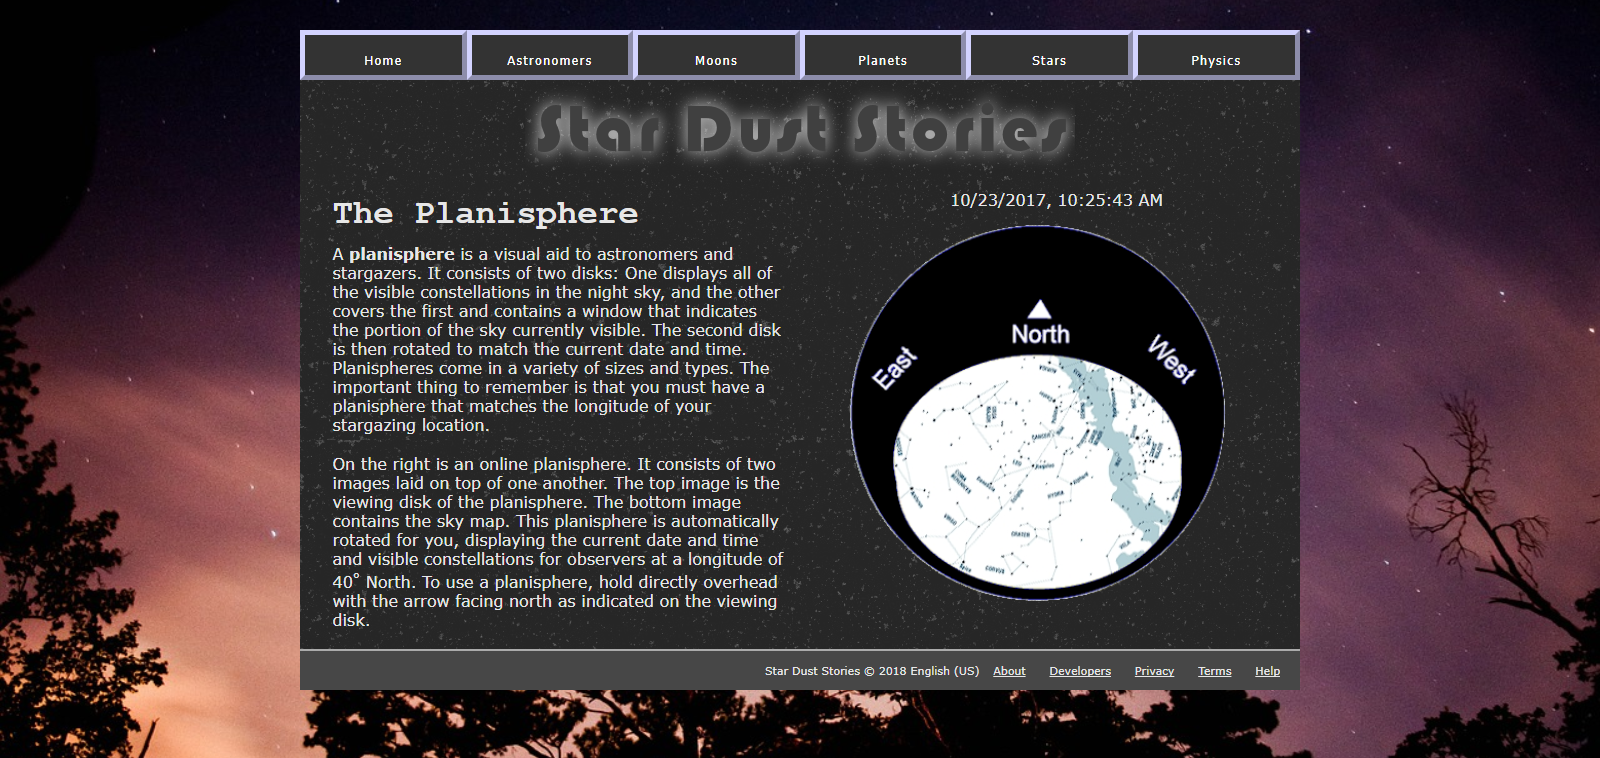 Home Astronomers Moons Planets Stars Physics
Star Dust Stories
The Planisphere
A planisphere is a visual aid to astronomers and
stargazers. It consists of two disks: One displays all of
the visible constellations in the night sky, and the other
covers the first and contains a window that indicates
the portion of the sky currently visible. The second disk
is then rotated to match the current date and time.
Planispheres come in a variety of sizes and types. The
important thing to remember is that you must have a
planisphere that matches the longitude of your
stargazing location.
On the right is an online planisphere. It consists of two
images laid on top of one another. The top image is the
viewing disk of the planisphere. The bottom image
contains the sky map. This planisphere is automatically
rotated for you, displaying the current date and time
and visible constellations for observers at a longitude of
40° North. To use a planisphere, hold directly overhead
with the arrow facing north as indicated on the viewing
disk.
10/23/2017, 10:25:43 AM
North
East
West
LEO
VIRGO
CRATER
CORVUS
VELA
Star Dust Stories © 2018 English (US) About Developers Privacy Terms Help